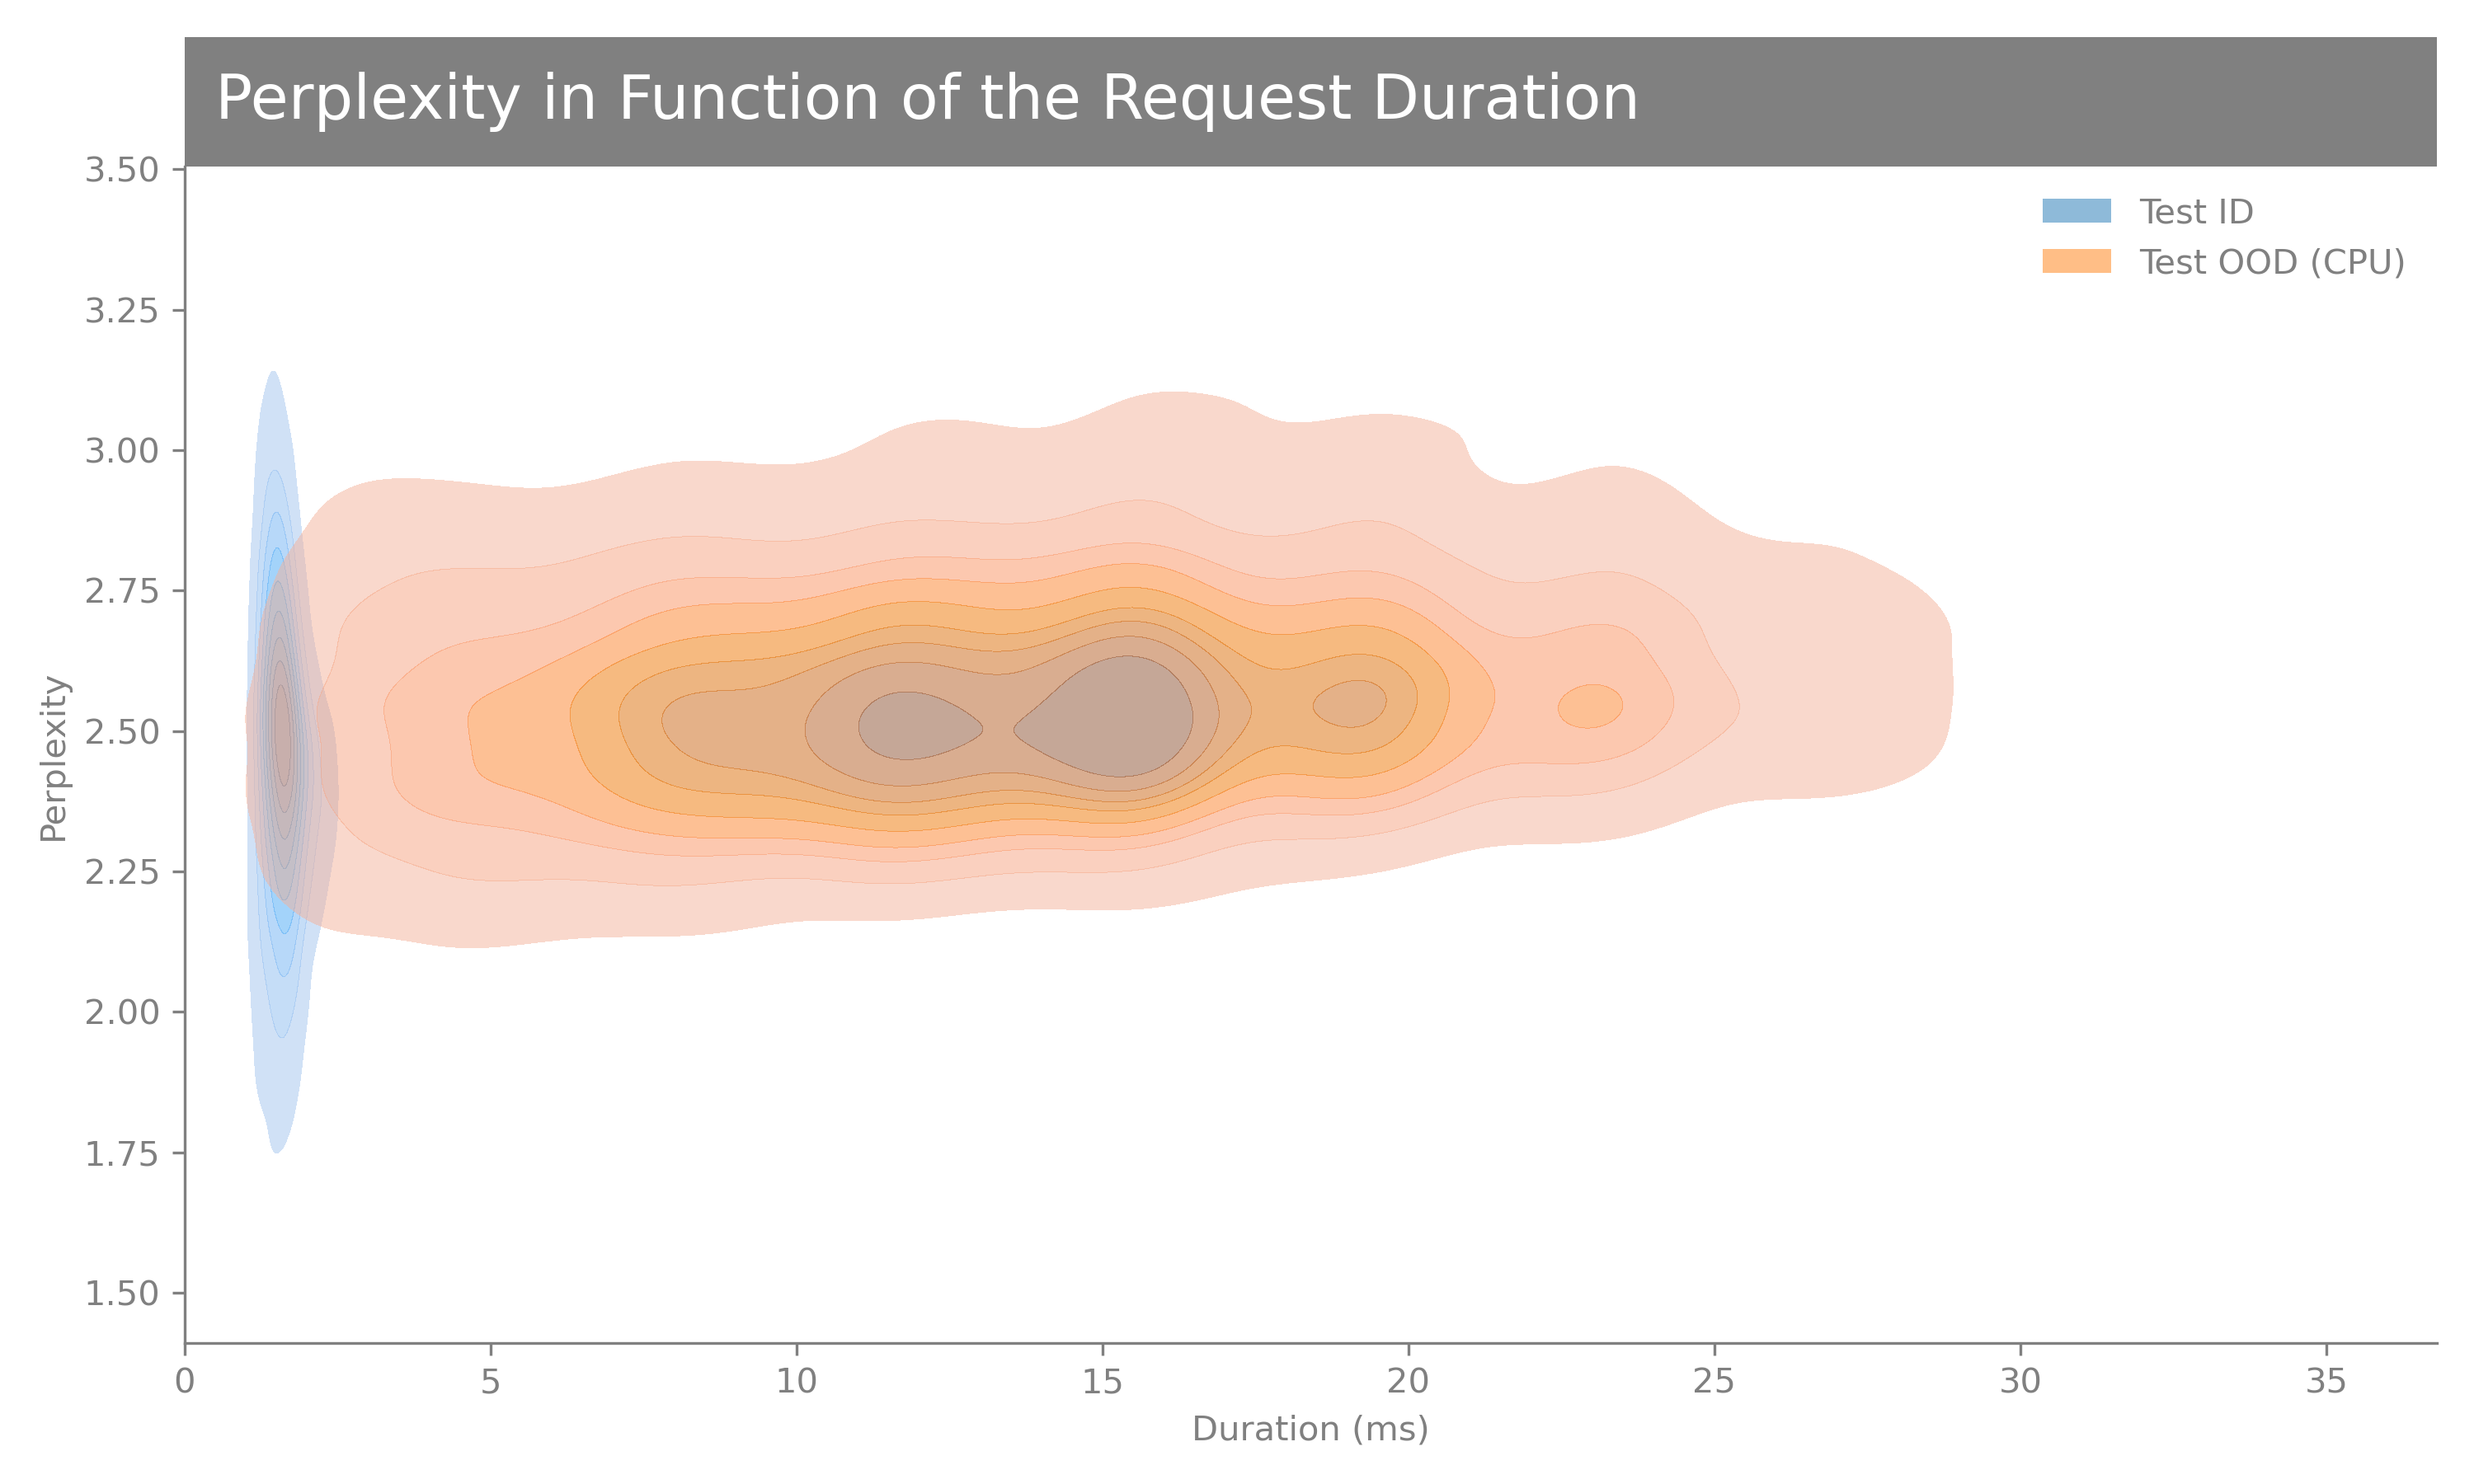 Perplexity in Function of the Request Duration
Test ID
Test OOD (CPU)
Perplexity
3.50
3.25
3.00
2.75
2.50
2.25
2.00
1.75
1.50
0 5 10 15 20 25 30 35
Duration (ms)